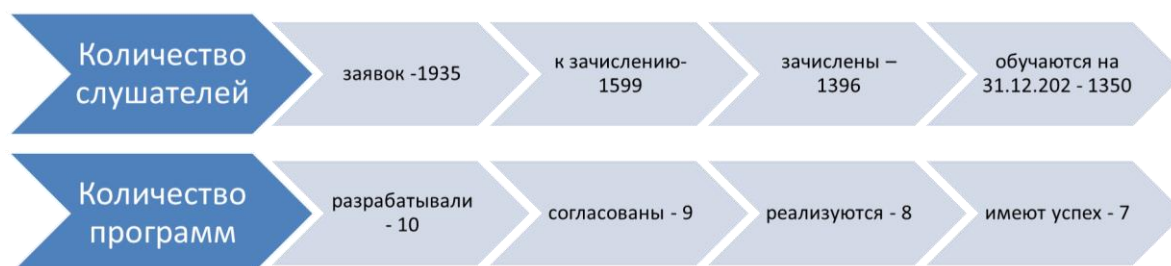 Количество
слушателей
заявок -1935
к зачислению-
1599
зачислены –
1396
обучаются на
31.12.202 - 1350
Количество
программ
разрабатывали
- 10
согласованы - 9
реализуются - 8
имеют успех - 7